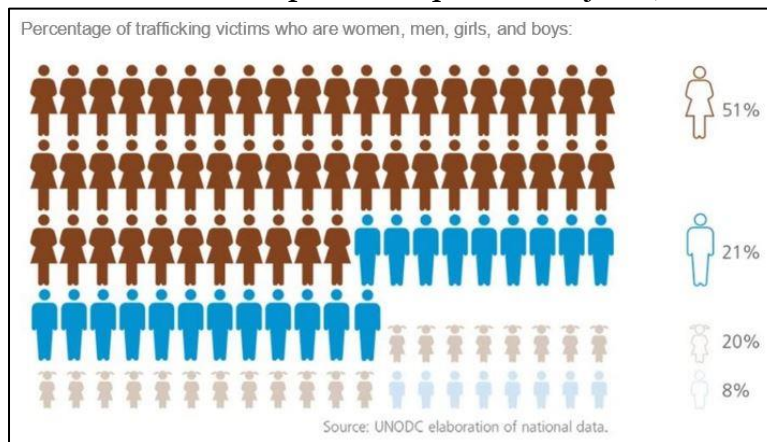 Percentage of trafficking victims who are women, men, girls, and boys:
51%
21%
20%
8%
Source: UNODC elaboration of national data.